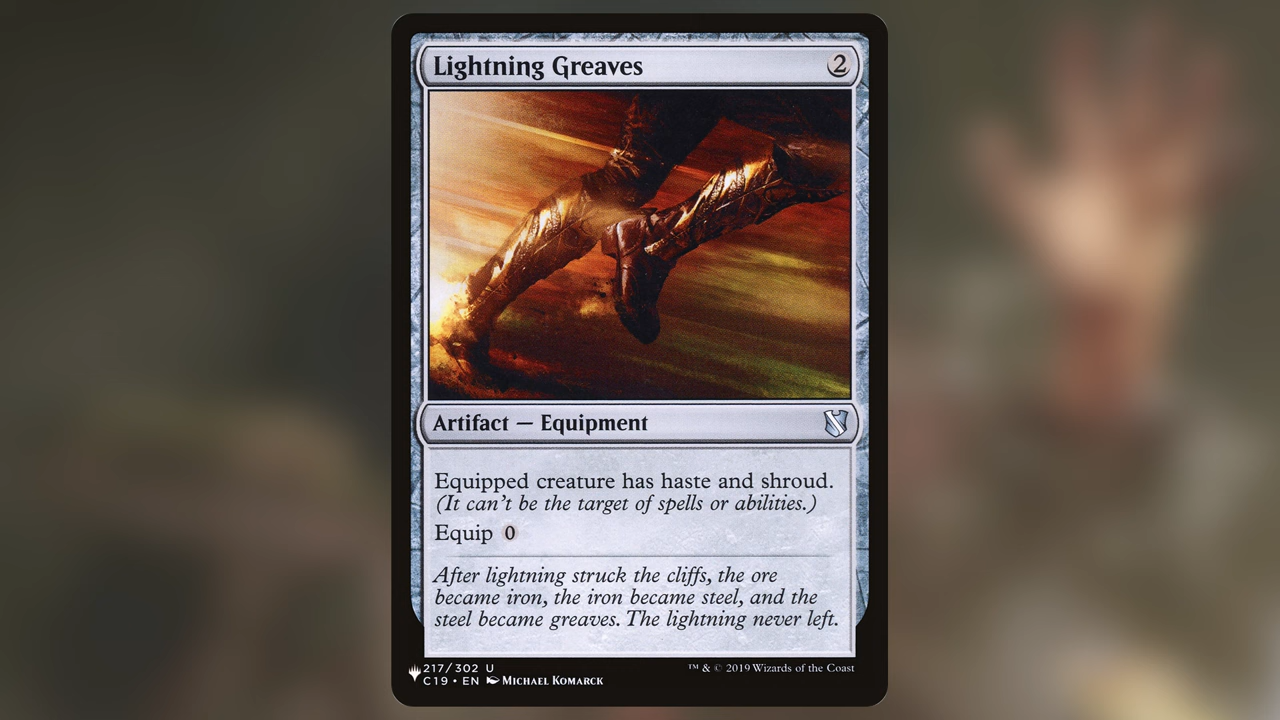 Lightning Greaves 2
Artifact — Equipment
Equipped creature has haste and shroud.
(It can't be the target of spells or abilities.)
Equip 0
After lightning struck the cliffs, the ore
became iron, the iron became steel, and the
steel became greaves. The lightning never left.
217/302 U
C19 • EN Michael Komarck
™ & © 2019 Wizards of the Coast